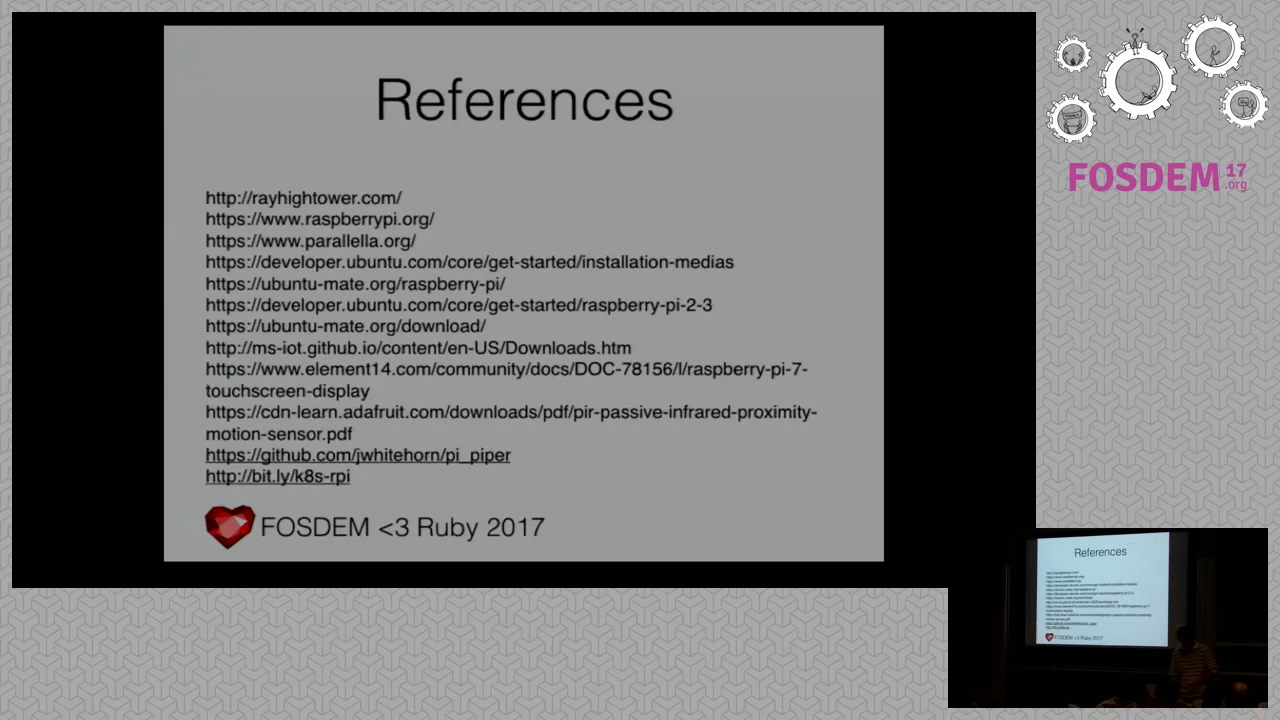 References
http://rayhightower.com/
https://www.raspberrypi.org/
https://www.parallella.org/
https://developer.ubuntu.com/core/get-started/installation-medias
https://ubuntu-mate.org/raspberry-pi/
https://developer.ubuntu.com/core/get-started/raspberry-pi-2-3
https://ubuntu-mate.org/download/
http://ms-iot.github.io/content/en-US/Downloads.htm
https://www.element14.com/community/docs/DOC-78156/l/raspberry-pi-7-
touchscreen-display
https://cdn-learn.adafruit.com/downloads/pdf/pir-passive-infrared-proximity-
motion-sensor.pdf
https://github.com/jwhitehorn/pi_piper
http://bit.ly/k8s-rpi
FOSDEM <3 Ruby 2017
FOSDEM 17
.org
References
FOSDEM <3 Ruby 2017